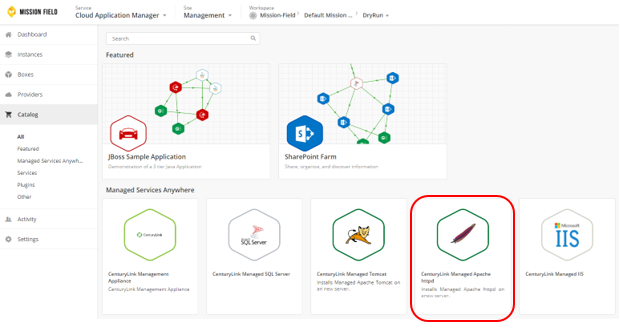 MISSION FIELD
Service
Cloud Application Manager
Site
Management
Workspace
Mission-Field
Default Mission ...
DryRun
Dashboard
Instances
Boxes
Providers
Catalog
All
Featured
Managed Services Anywh...
Services
Plugins
Other
Activity
Settings
Search
Featured
JBoss Sample Application
Demonstration of a 3-tier Java Application
S
SharePoint Farm
Share, organize, and discover information
Managed Services Anywhere
CenturyLink
CenturyLink Management
Appliance
CenturyLink Management Appliance
SQL Server
CenturyLink Managed SQL Server
CenturyLink Managed Tomcat
Installs Managed Apache Tomcat on
an new server.
CenturyLink Managed Apache
httpd
Installs Managed Apache httpd on
a new server.
Microsoft
IIS
CenturyLink Managed IIS